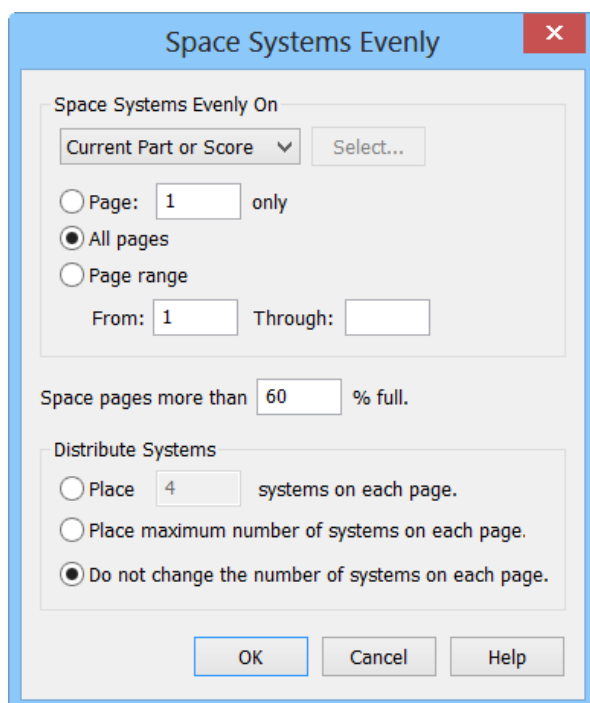 Space Systems Evenly
Space Systems Evenly On
Current Part or Score Select...
Page: 1 only
All pages
Page range
From: 1 Through:
Space pages more than 60 % full.
Distribute Systems
Place 4 systems on each page.
Place maximum number of systems on each page.
Do not change the number of systems on each page.
OK Cancel Help